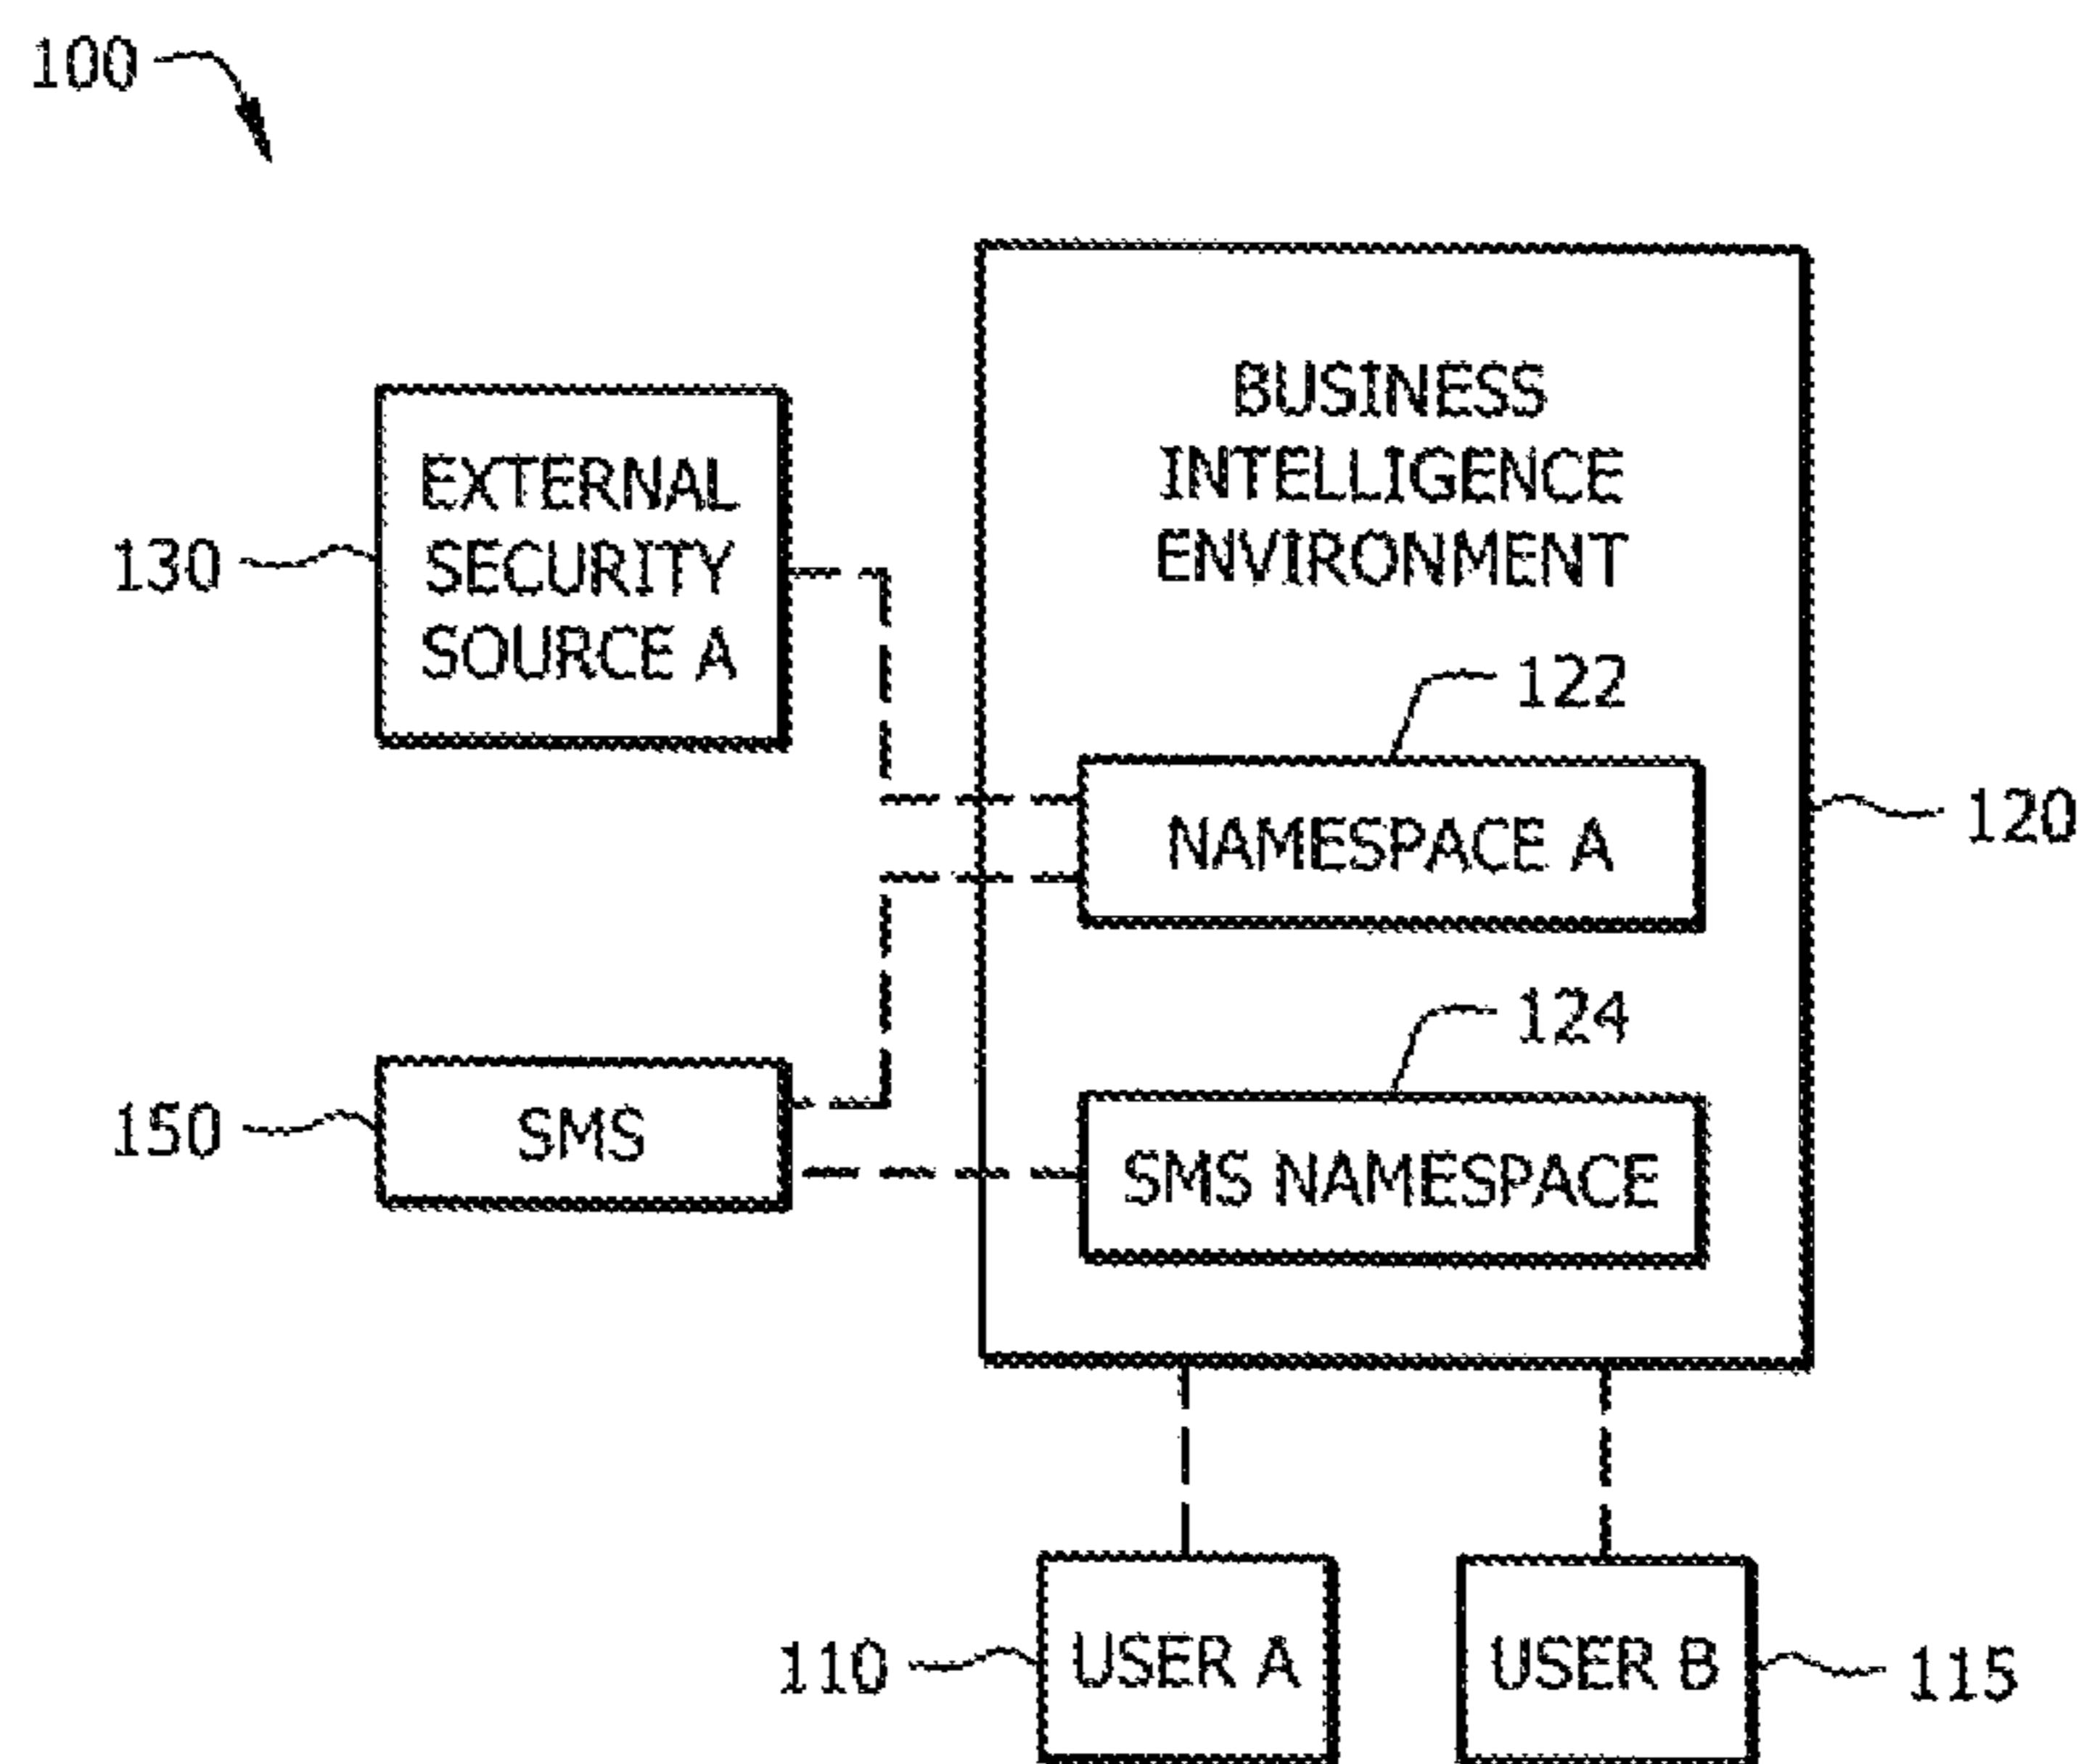 100
BUSINESS
INTELLIGENCE
ENVIRONMENT
EXTERNAL
SECURITY
SOURCE A
130
122
NAMESPACE A
120
124
150
SMS
SMS NAMESPACE
110
USER A
USER B
115